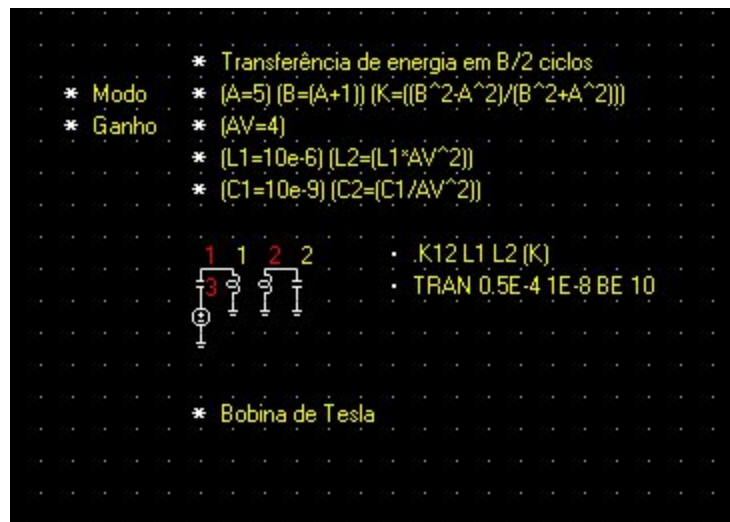 * Transferência de energia em B/2 ciclos
* Modo * (A=5) (B=(A+1)) (K=((B^2-A^2)/(B^2+A^2)))
* Ganho * (AV=4)
* (L1=10e-6) (L2=(L1*AV^2))
* (C1=10e-9) (C2=(C1/AV^2))
1 1 2 2 · .K12 L1 L2 (K)
3 · TRAN 0.5E-4 1E-8 BE 10
* Bobina de Tesla